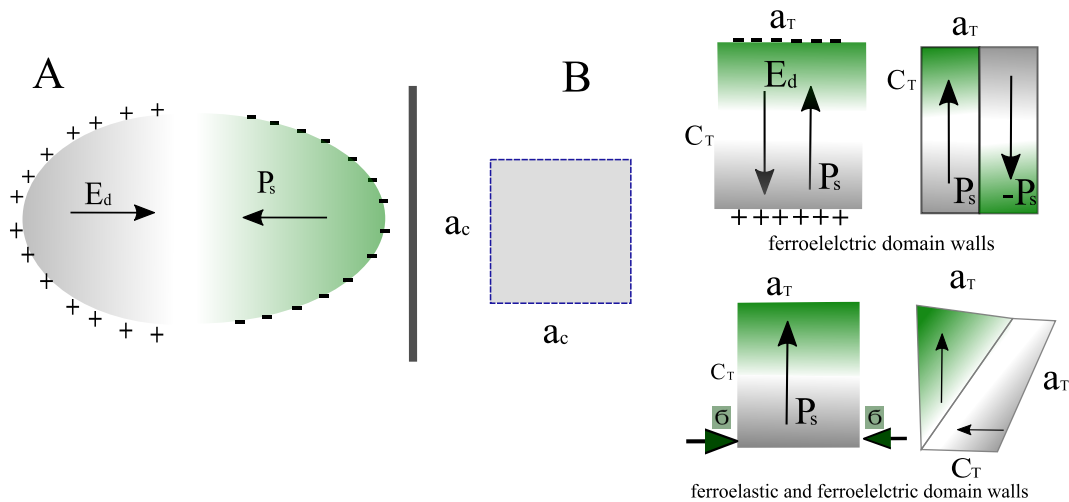 A
+ + + + + + + + + + + + + +
- - - - - - - - - - - - - -
E_d
P_s
B
a_c
a_c
a_T
- - - - - -
E_d
C_T
P_s
+ + + + + +
a_T
C_T
P_s
-P_s
ferroelelctric domain walls
a_T
C_T
P_s
б
б
a_T
a_T
C_T
ferroelastic and ferroelelctric domain walls